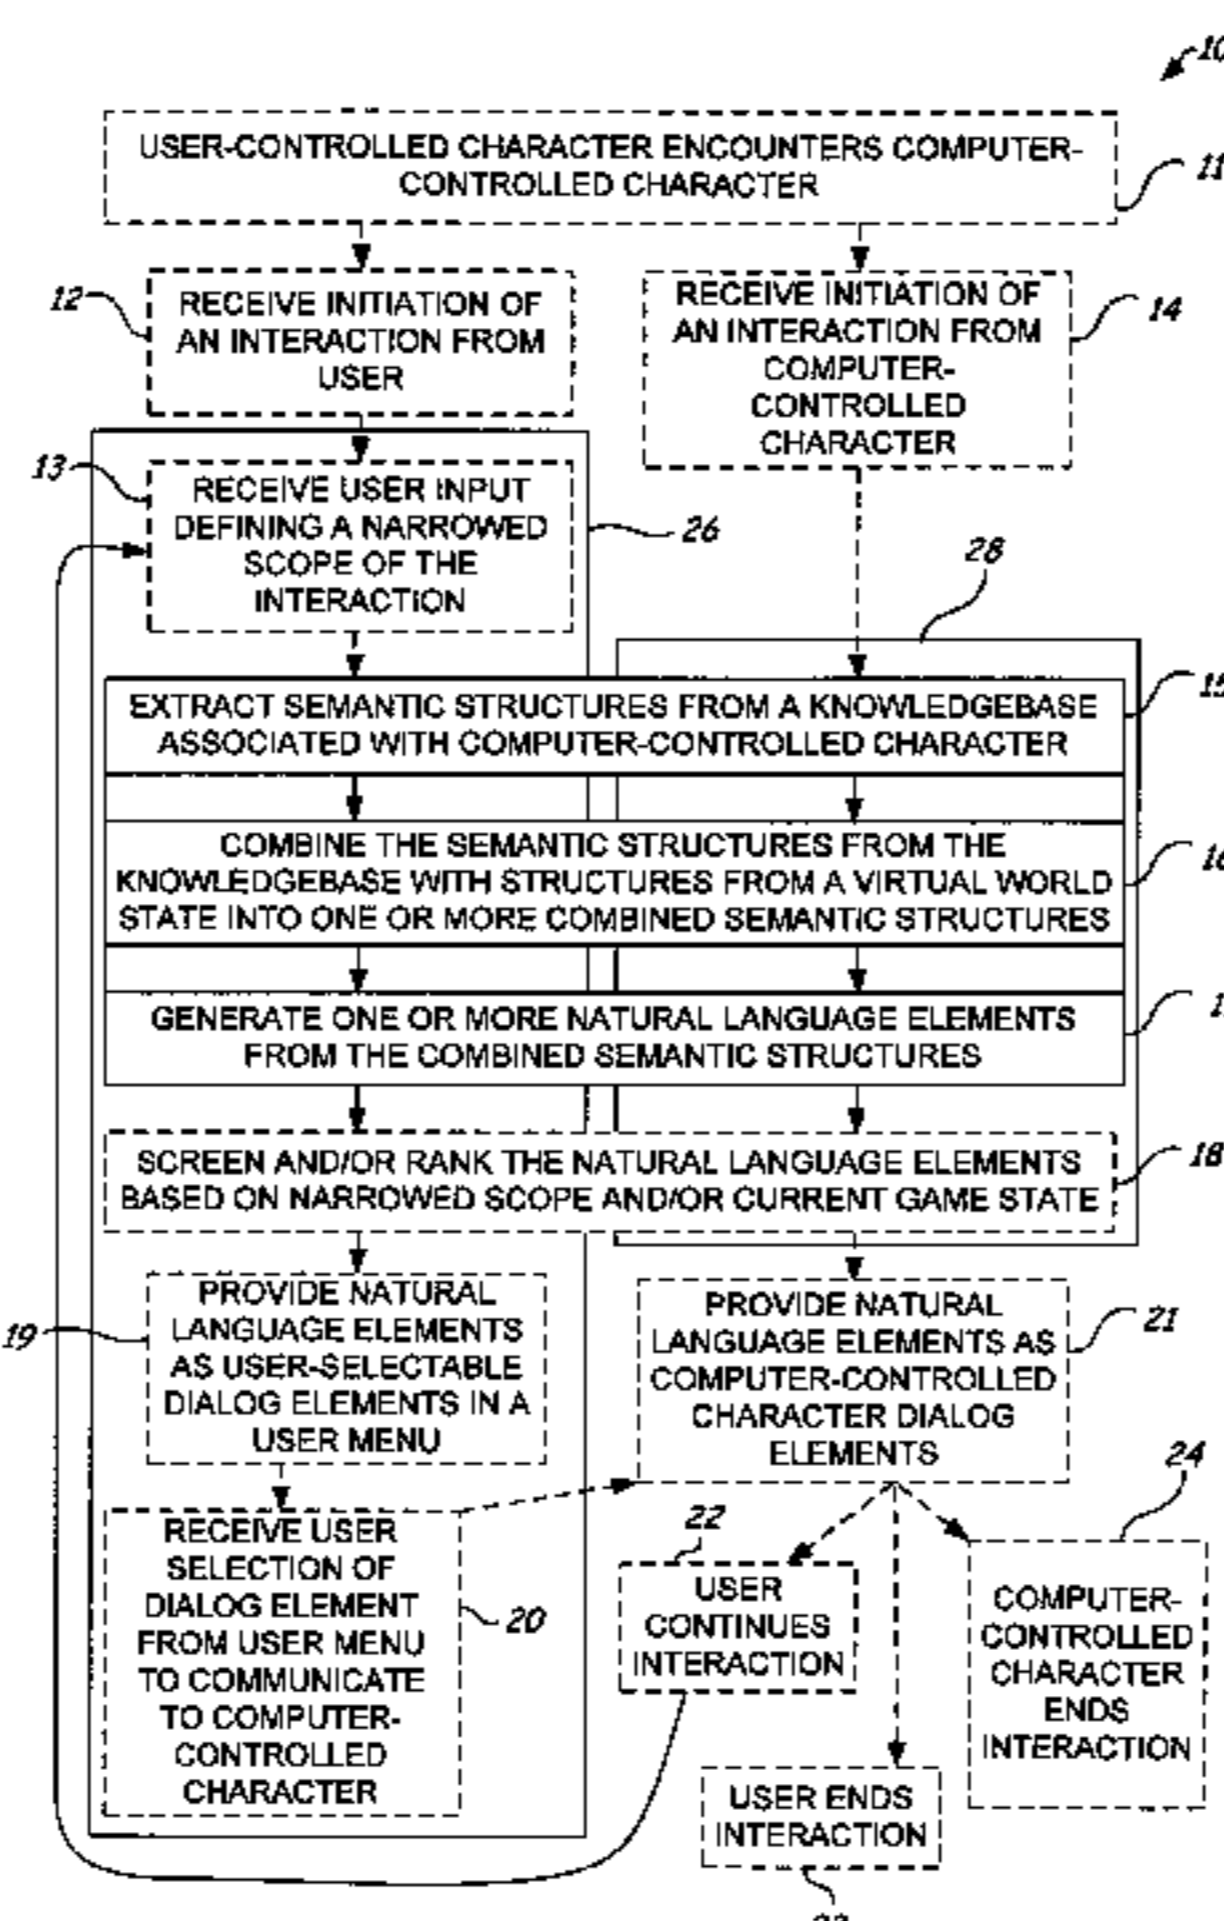 10
USER-CONTROLLED CHARACTER ENCOUNTERS COMPUTER-
CONTROLLED CHARACTER
11
12
RECEIVE INITIATION OF
AN INTERACTION FROM
USER
RECEIVE INITIATION OF
AN INTERACTION FROM
COMPUTER-
CONTROLLED
CHARACTER
14
13
RECEIVE USER INPUT
DEFINING A NARROWED
SCOPE OF THE
INTERACTION
26
28
EXTRACT SEMANTIC STRUCTURES FROM A KNOWLEDGEBASE
ASSOCIATED WITH COMPUTER-CONTROLLED CHARACTER
15
COMBINE THE SEMANTIC STRUCTURES FROM THE
KNOWLEDGEBASE WITH STRUCTURES FROM A VIRTUAL WORLD
STATE INTO ONE OR MORE COMBINED SEMANTIC STRUCTURES
16
GENERATE ONE OR MORE NATURAL LANGUAGE ELEMENTS
FROM THE COMBINED SEMANTIC STRUCTURES
SCREEN AND/OR RANK THE NATURAL LANGUAGE ELEMENTS
BASED ON NARROWED SCOPE AND/OR CURRENT GAME STATE
18
19
PROVIDE NATURAL
LANGUAGE ELEMENTS
AS USER-SELECTABLE
DIALOG ELEMENTS IN A
USER MENU
PROVIDE NATURAL
LANGUAGE ELEMENTS AS
COMPUTER-CONTROLLED
CHARACTER DIALOG
ELEMENTS
21
RECEIVE USER
SELECTION OF
DIALOG ELEMENT
FROM USER MENU
TO COMMUNICATE
TO COMPUTER-
CONTROLLED
CHARACTER
20
22
USER
CONTINUES
INTERACTION
24
COMPUTER-
CONTROLLED
CHARACTER
ENDS
INTERACTION
USER ENDS
INTERACTION